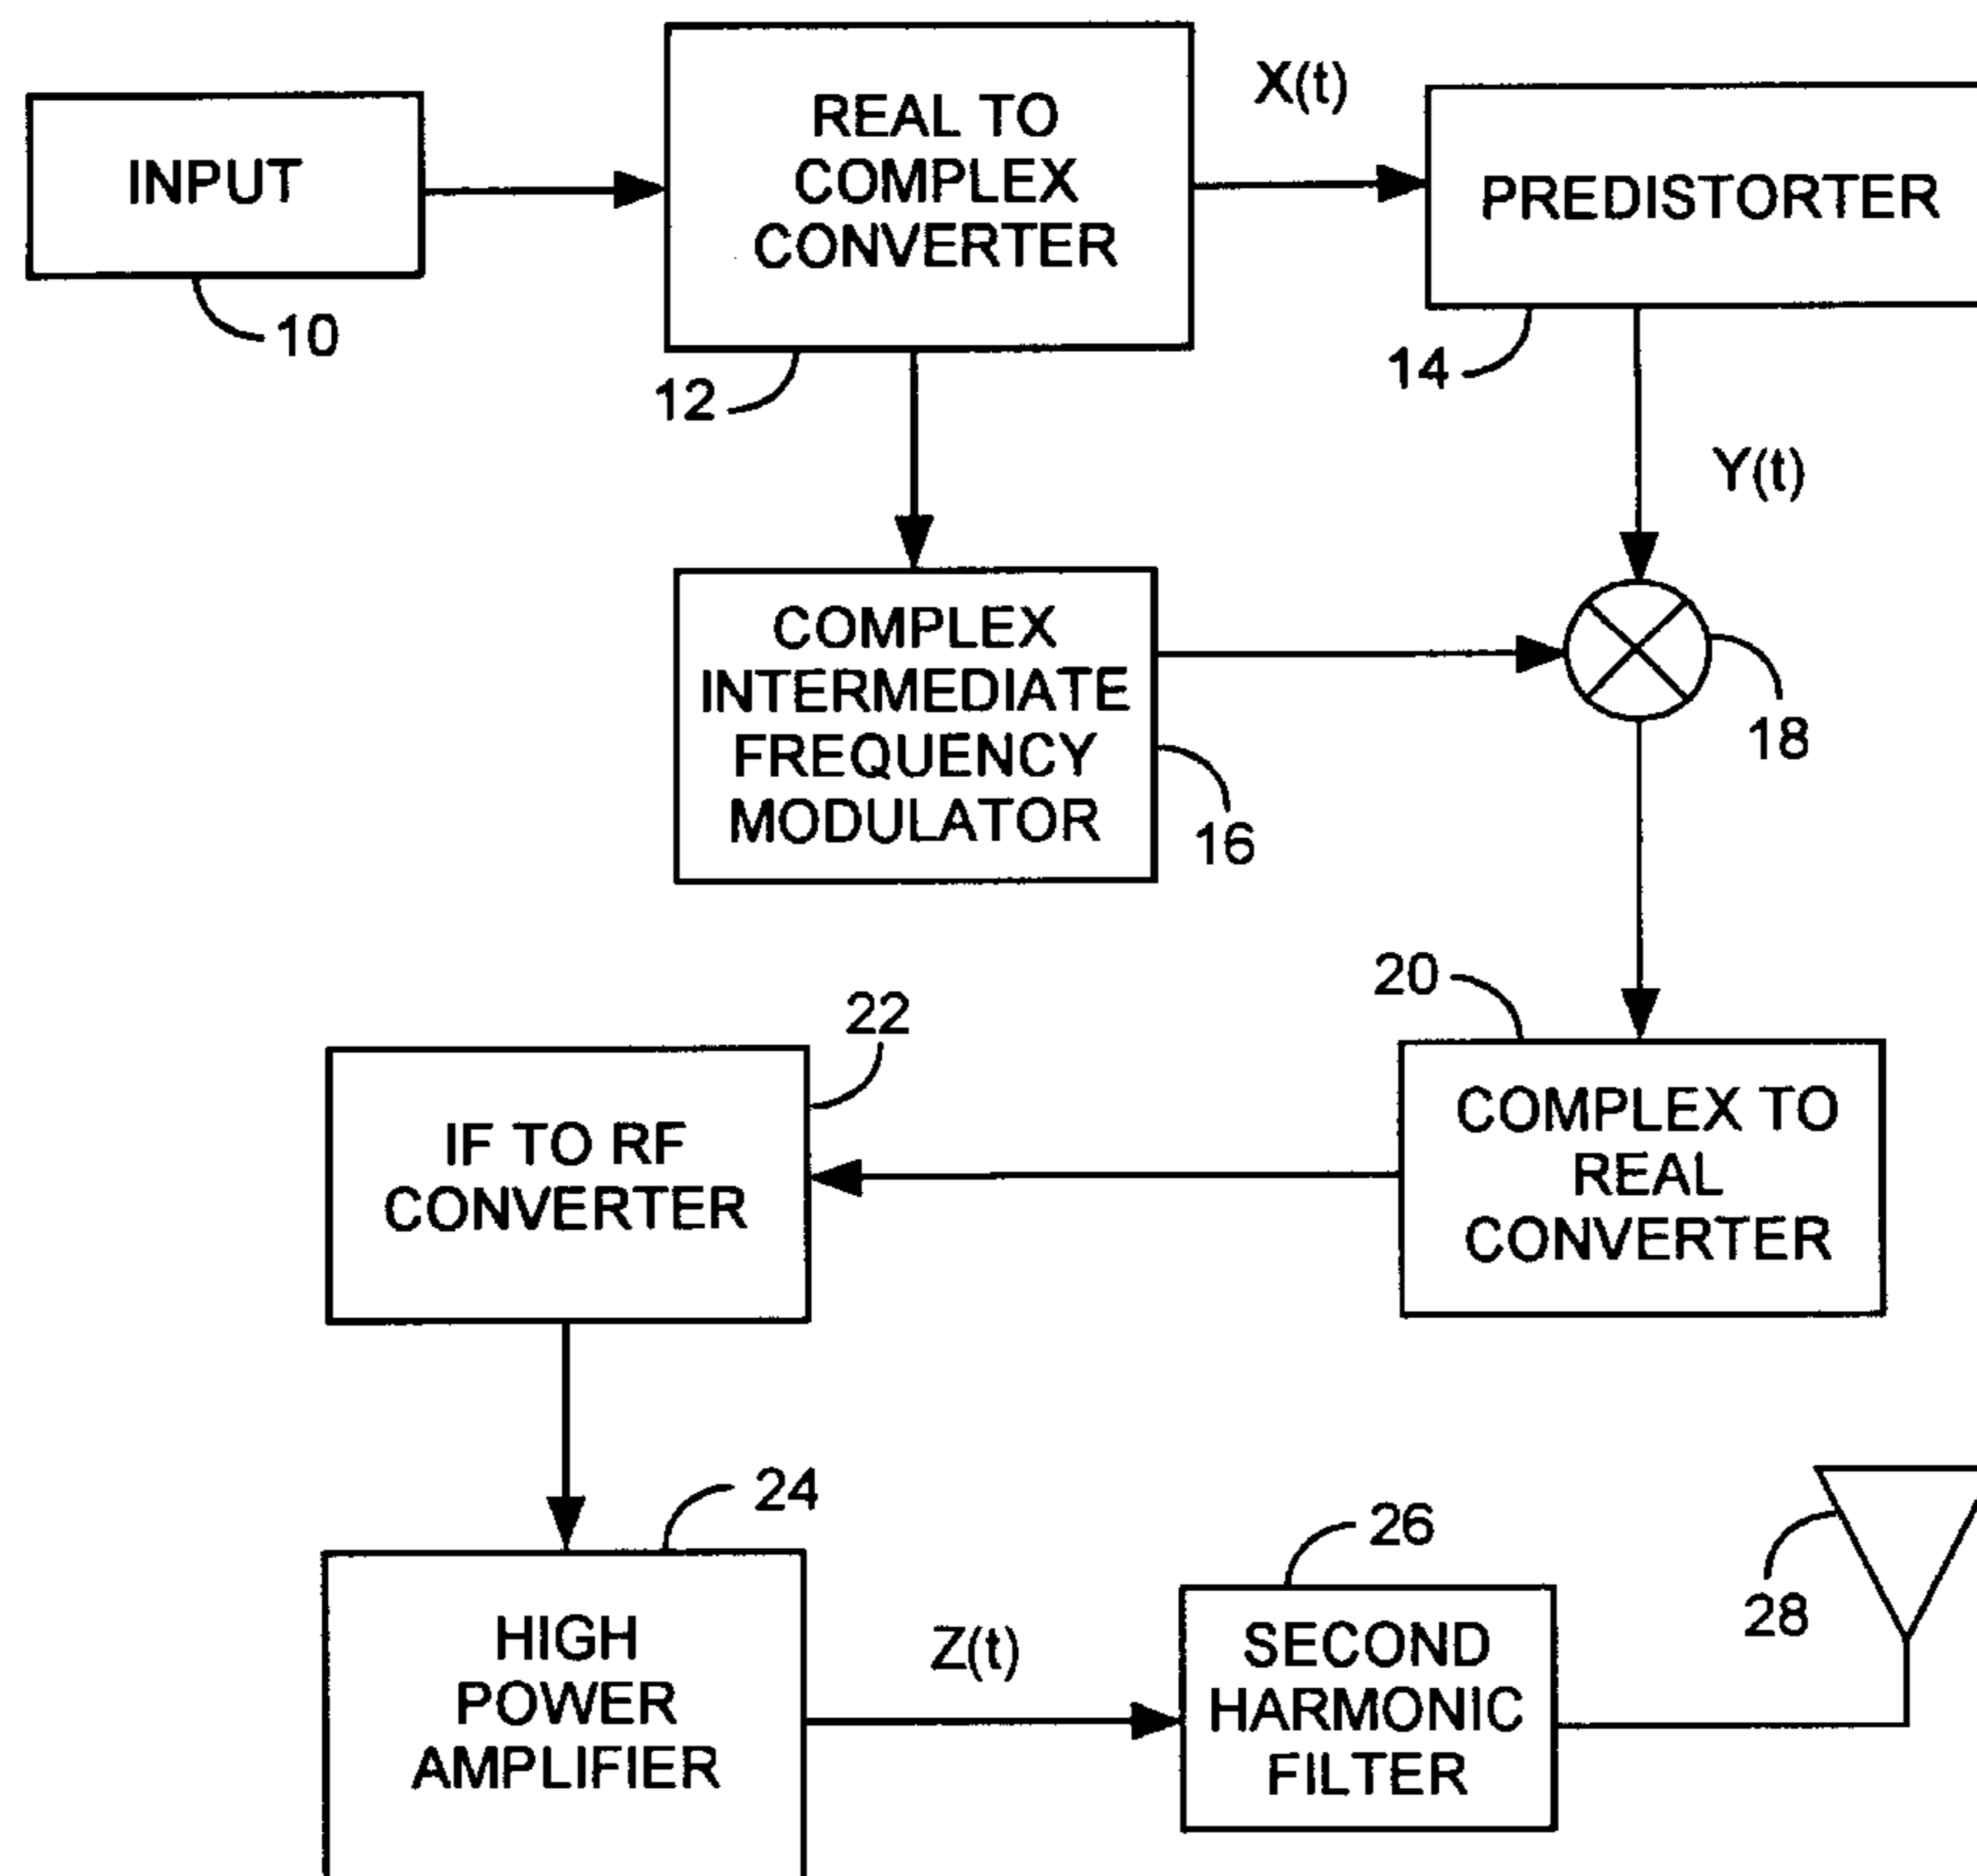 INPUT
10
REAL TO
COMPLEX
CONVERTER
12
X(t)
PREDISTORTER
14
Y(t)
COMPLEX
INTERMEDIATE
FREQUENCY
MODULATOR
16
18
20
COMPLEX TO
REAL
CONVERTER
22
IF TO RF
CONVERTER
24
HIGH
POWER
AMPLIFIER
Z(t)
26
SECOND
HARMONIC
FILTER
28